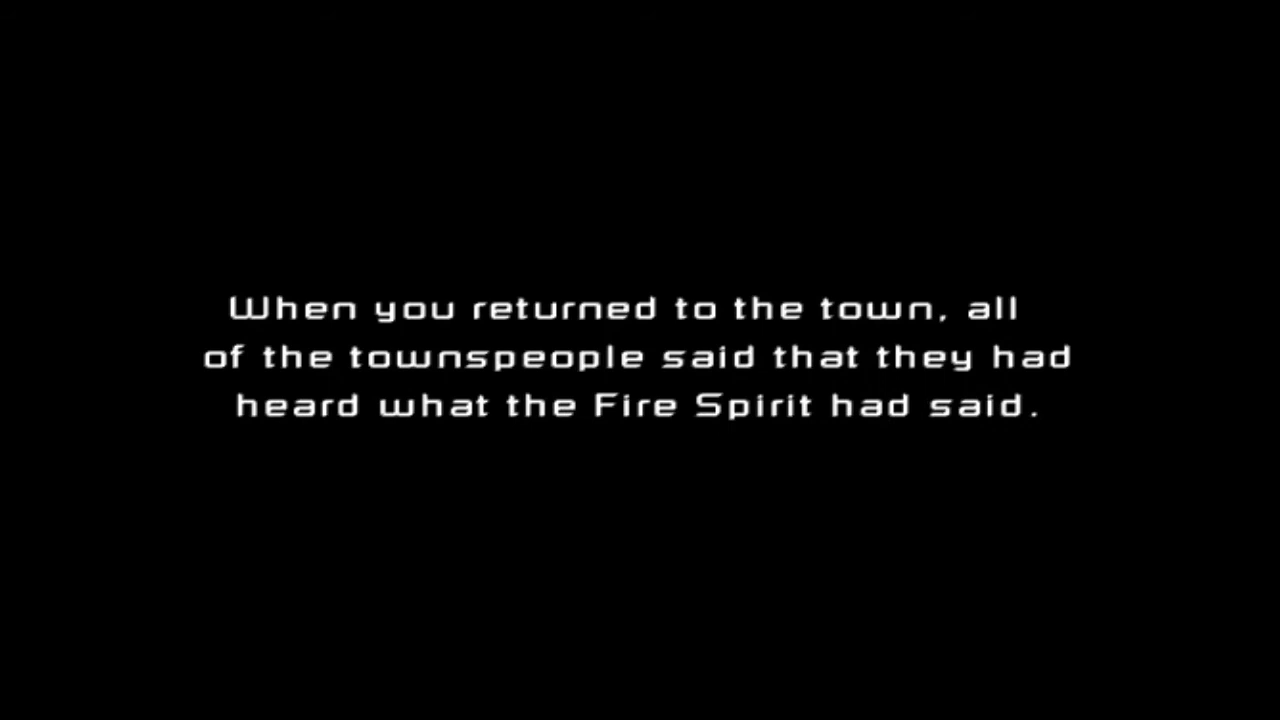 When you returned to the town, all
of the townspeople said that they had
heard what the Fire Spirit had said.